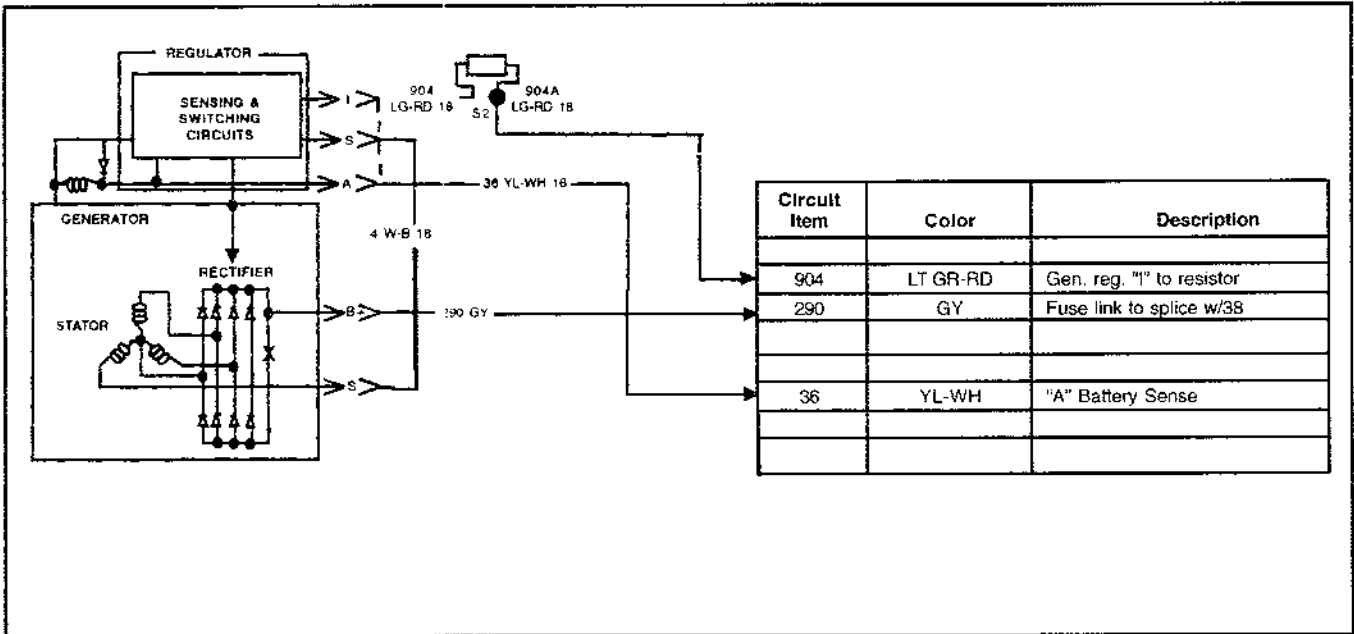 REGULATOR
SENSING &
SWITCHING
CIRCUITS
I
S
A
904
LG-RD 18
S2
904A
LG-RD 18
36 YL-WH 16
4 W-B 18
GENERATOR
RECTIFIER
STATOR
B+
290 GY
S
Circuit Item Color Description
904 LT GR-RD Gen. reg. "I" to resistor
290 GY Fuse link to splice w/38
36 YL-WH "A" Battery Sense